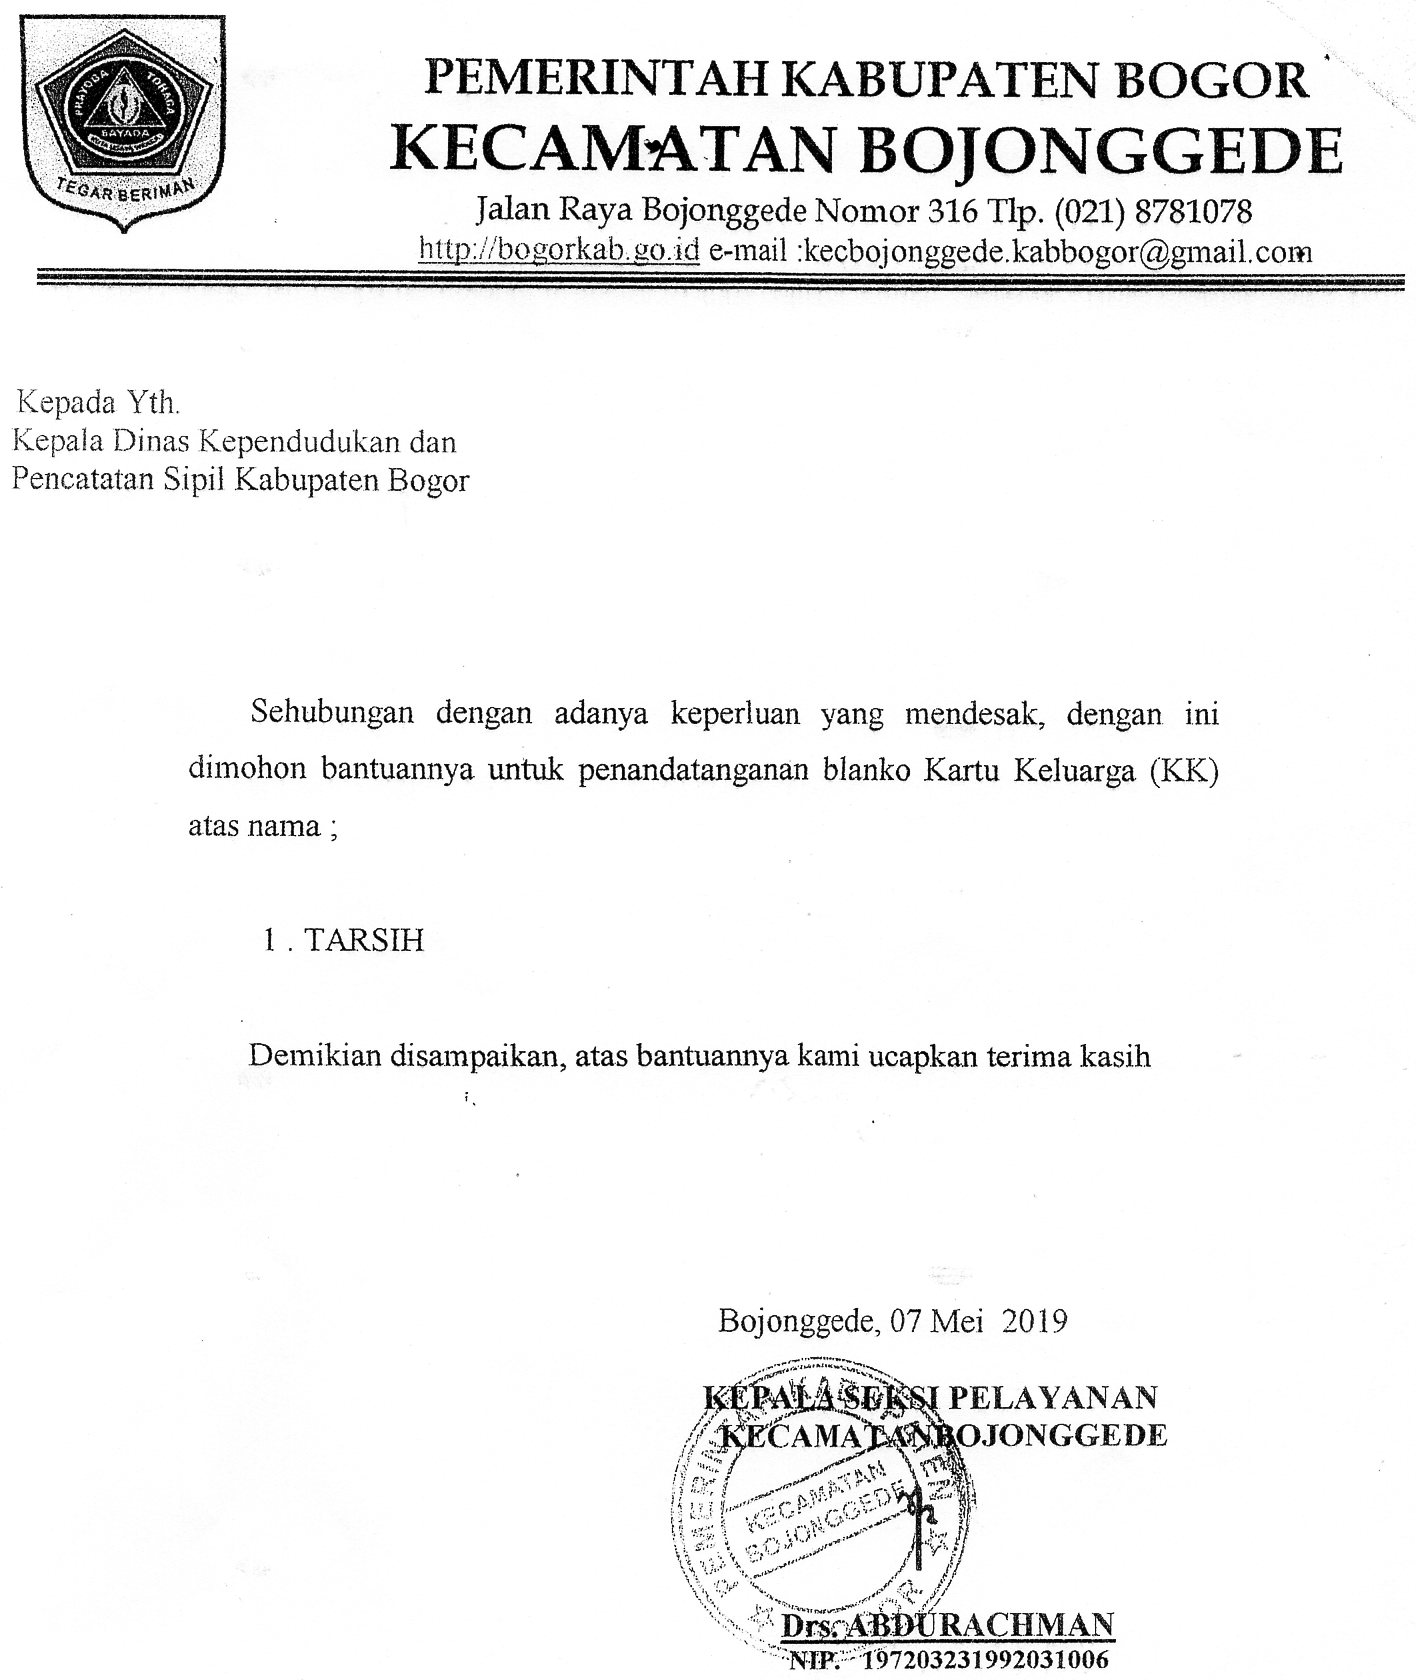 PRAYOGA TOHAGA
SAYAGA
TEGAR BERIMAN
PEMERINTAH KABUPATEN BOGOR
KECAMATAN BOJONGGEDE
Jalan Raya Bojonggede Nomor 316 Tlp. (021) 8781078
http://bogorkab.go.id e-mail :kecbojonggede.kabbogor@gmail.com
Kepada Yth.
Kepala Dinas Kependudukan dan
Pencatatan Sipil Kabupaten Bogor
Sehubungan dengan adanya keperluan yang mendesak, dengan ini
dimohon bantuannya untuk penandatanganan blanko Kartu Keluarga (KK)
atas nama ;
1 . TARSIH
Demikian disampaikan, atas bantuannya kami ucapkan terima kasih
Bojonggede, 07 Mei 2019
KEPALA SEKSI PELAYANAN
KECAMATANBOJONGGEDE
PEMERINTAH KABUPATEN
KECAMATAN
BOJONGGEDE
BOGOR
Drs. ABDURACHMAN
NIP. 197203231992031006